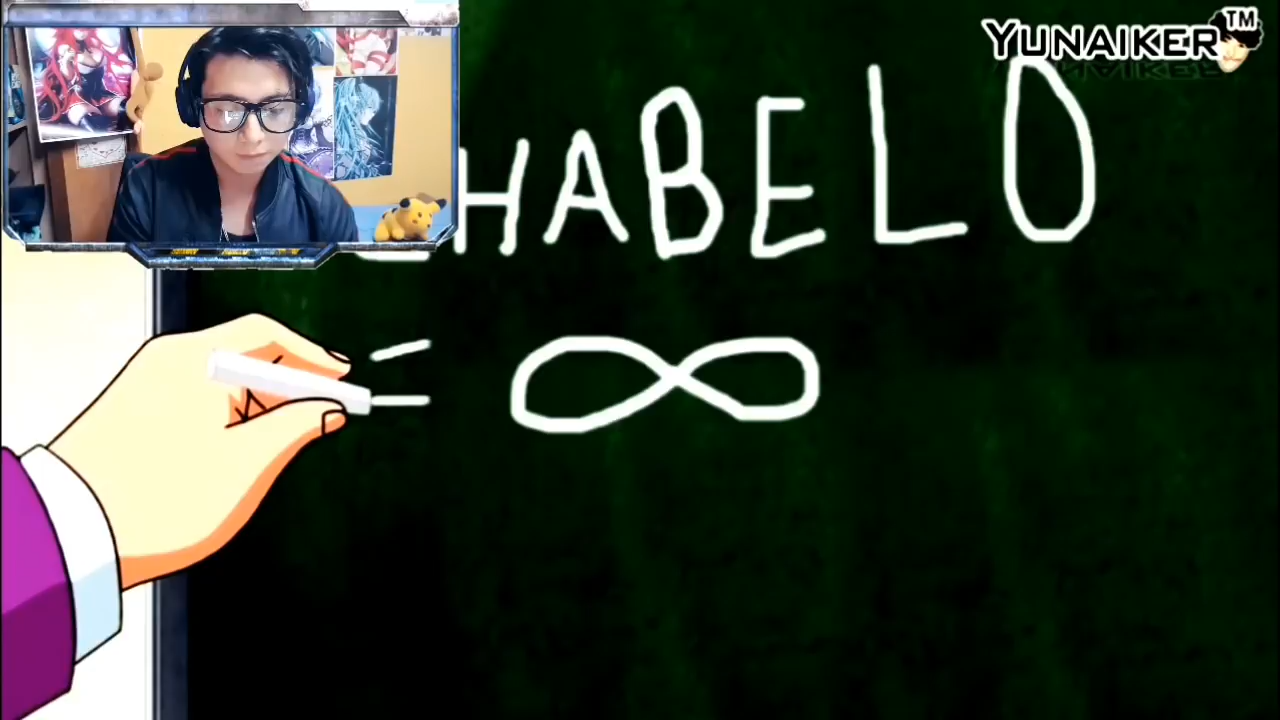 YUNAIKER™
HABELO
= ∞